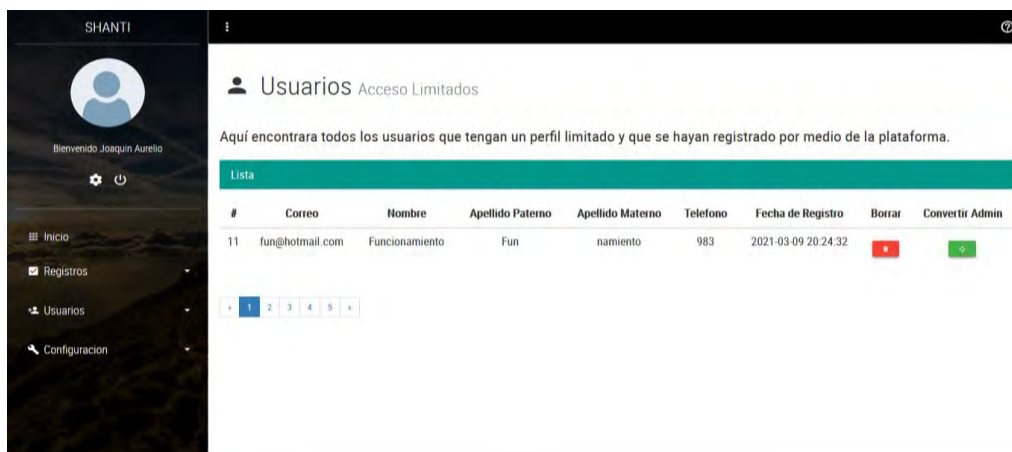 SHANTI
Bienvenido Joaquin Aurelio
Inicio
Registros
Usuarios
Configuracion
Usuarios Acceso Limitados
Aquí encontrara todos los usuarios que tengan un perfil limitado y que se hayan registrado por medio de la plataforma.
Lista
# Correo Nombre Apellido Paterno Apellido Materno Telefono Fecha de Registro Borrar Convertir Admin
11 fun@hotmail.com Funcionamiento Fun namiento 983 2021-03-09 20:24:32
« 1 2 3 4 5 »